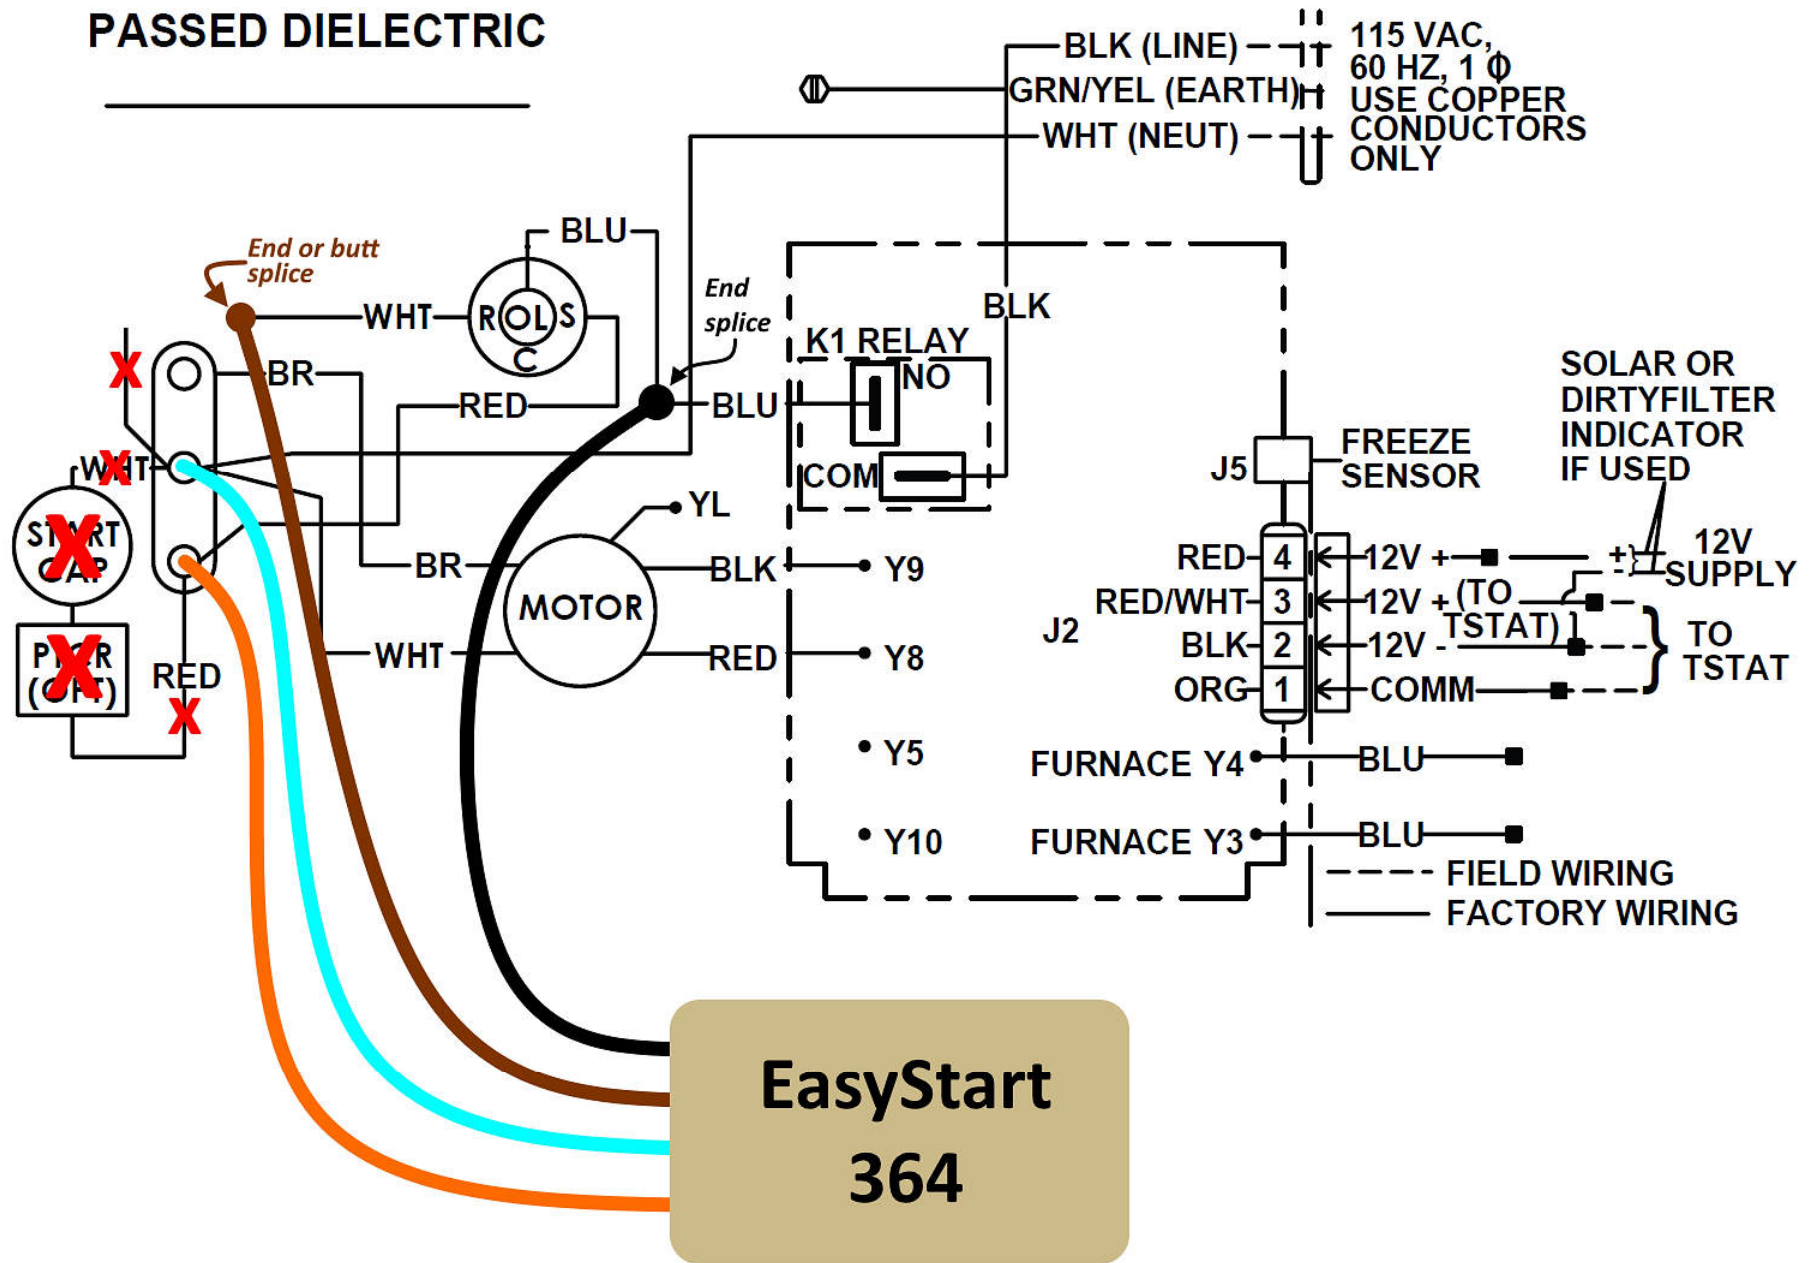 PASSED DIELECTRIC
BLK (LINE)
GRN/YEL (EARTH)
WHT (NEUT)
115 VAC,
60 HZ, 1 ϕ
USE COPPER
CONDUCTORS
ONLY
End or butt
splice
BLU
WHT
R OL S
C
End
splice
BLK
K1 RELAY
NO
COM
BR
RED
BLU
X
WHT
X
START
CAP
X
PTCR
(OPT)
X
RED
X
YL
BR
MOTOR
BLK
Y9
WHT
RED
Y8
Y5
Y10
J5
FREEZE
SENSOR
SOLAR OR
DIRTYFILTER
INDICATOR
IF USED
J2
RED 4 12V +
RED/WHT 3 12V + (TO
TSTAT)
BLK 2 12V -
ORG 1 COMM
+
-
12V
SUPPLY
TO
TSTAT
FURNACE Y4 BLU
FURNACE Y3 BLU
FIELD WIRING
FACTORY WIRING
EasyStart
364